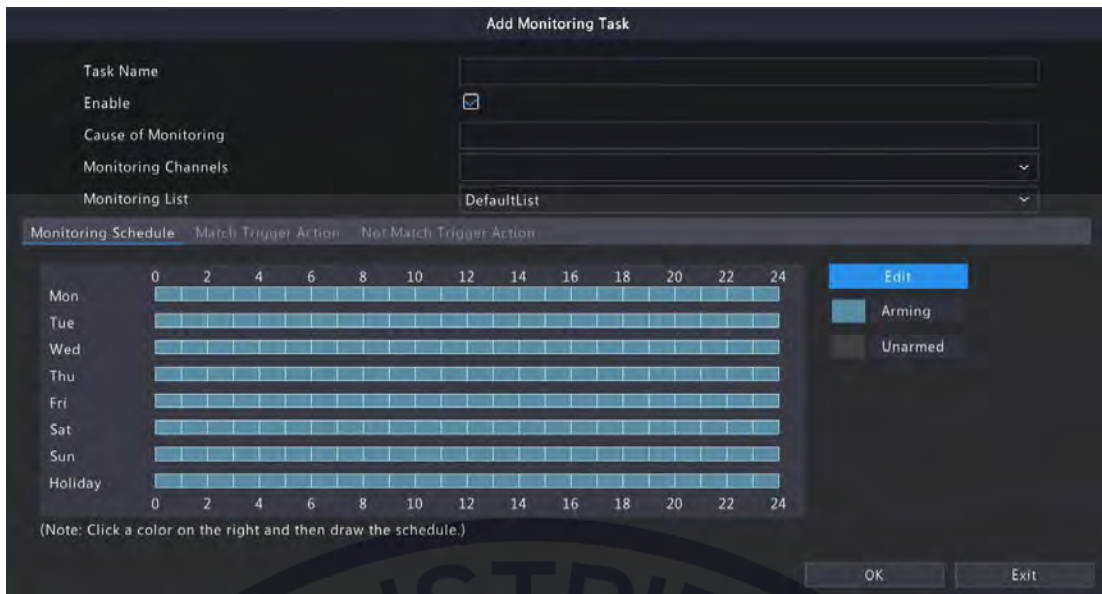 Add Monitoring Task
Task Name
Enable
Cause of Monitoring
Monitoring Channels
Monitoring List DefaultList
Monitoring Schedule Match Trigger Action Not Match Trigger Action
0 2 4 6 8 10 12 14 16 18 20 22 24 Edit
Mon
Arming
Tue
Wed Unarmed
Thu
Fri
Sat
Sun
Holiday
0 2 4 6 8 10 12 14 16 18 20 22 24
(Note: Click a color on the right and then draw the schedule.)
OK Exit